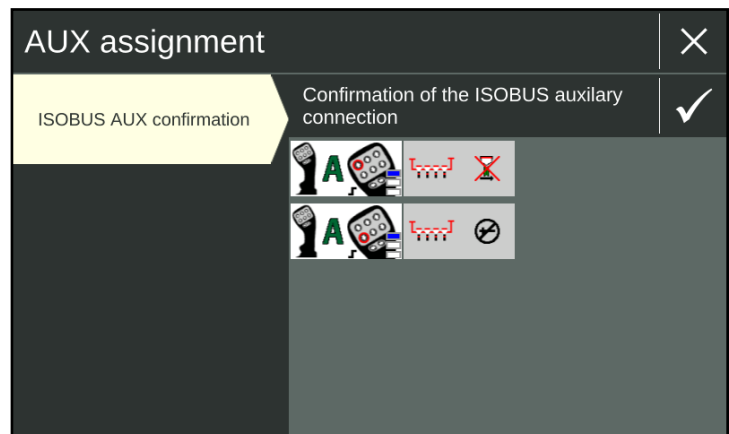 AUX assignment
ISOBUS AUX confirmation
Confirmation of the ISOBUS auxilary
connection
A
A